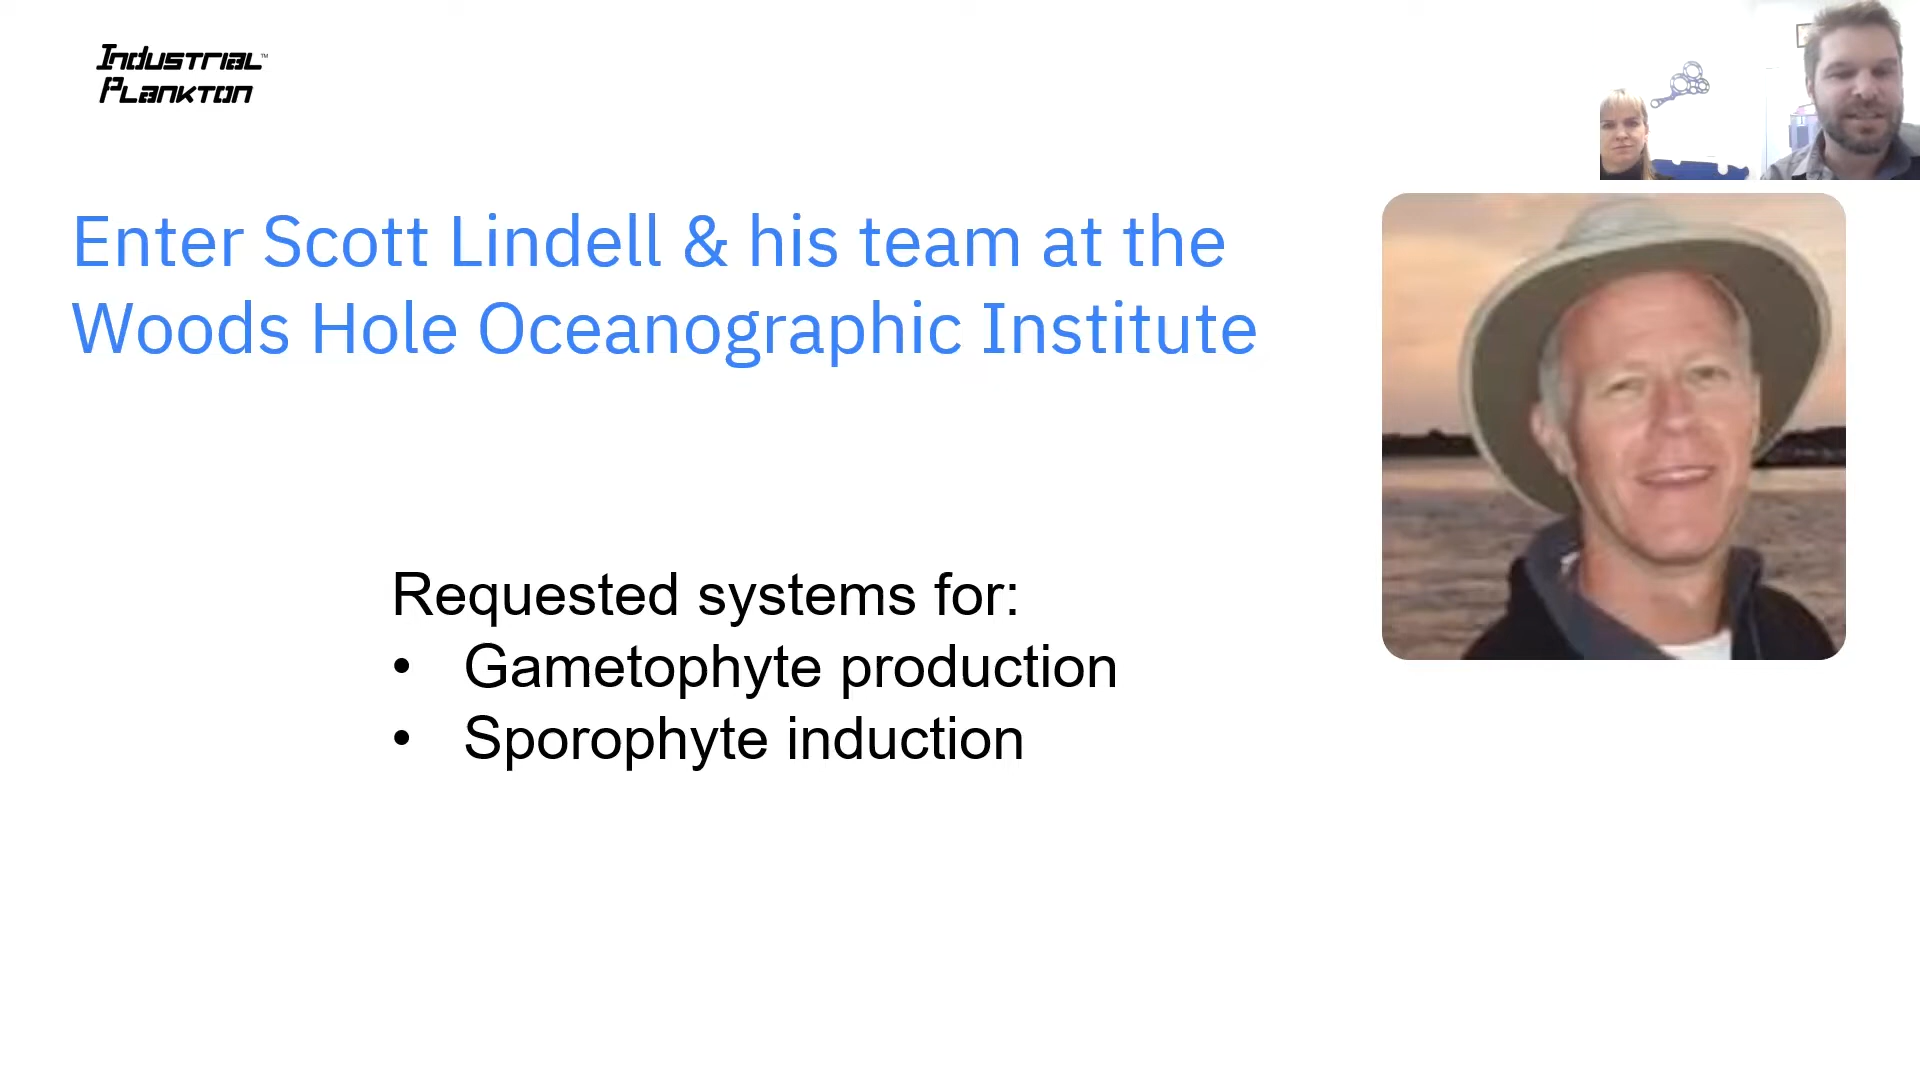 Industrial™
Plankton
Enter Scott Lindell & his team at the
Woods Hole Oceanographic Institute
Requested systems for:
• Gametophyte production
• Sporophyte induction